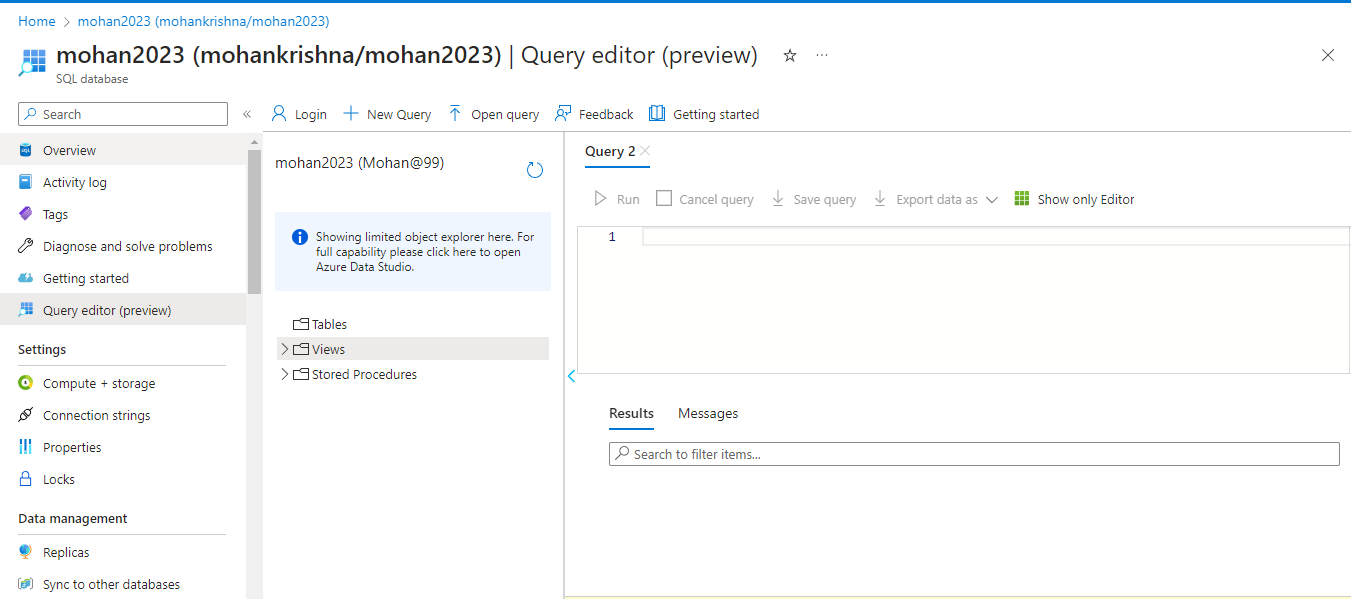 Home > mohan2023 (mohankrishna/mohan2023)
mohan2023 (mohankrishna/mohan2023) | Query editor (preview)
SQL database
Search
Login
New Query
Open query
Feedback
Getting started
Overview
Activity log
Tags
Diagnose and solve problems
Getting started
Query editor (preview)
Settings
Compute + storage
Connection strings
Properties
Locks
Data management
Replicas
Sync to other databases
mohan2023 (Mohan@99)
Showing limited object explorer here. For
full capability please click here to open
Azure Data Studio.
Tables
Views
Stored Procedures
Query 2
Run
Cancel query
Save query
Export data as
Show only Editor
1
Results
Messages
Search to filter items...